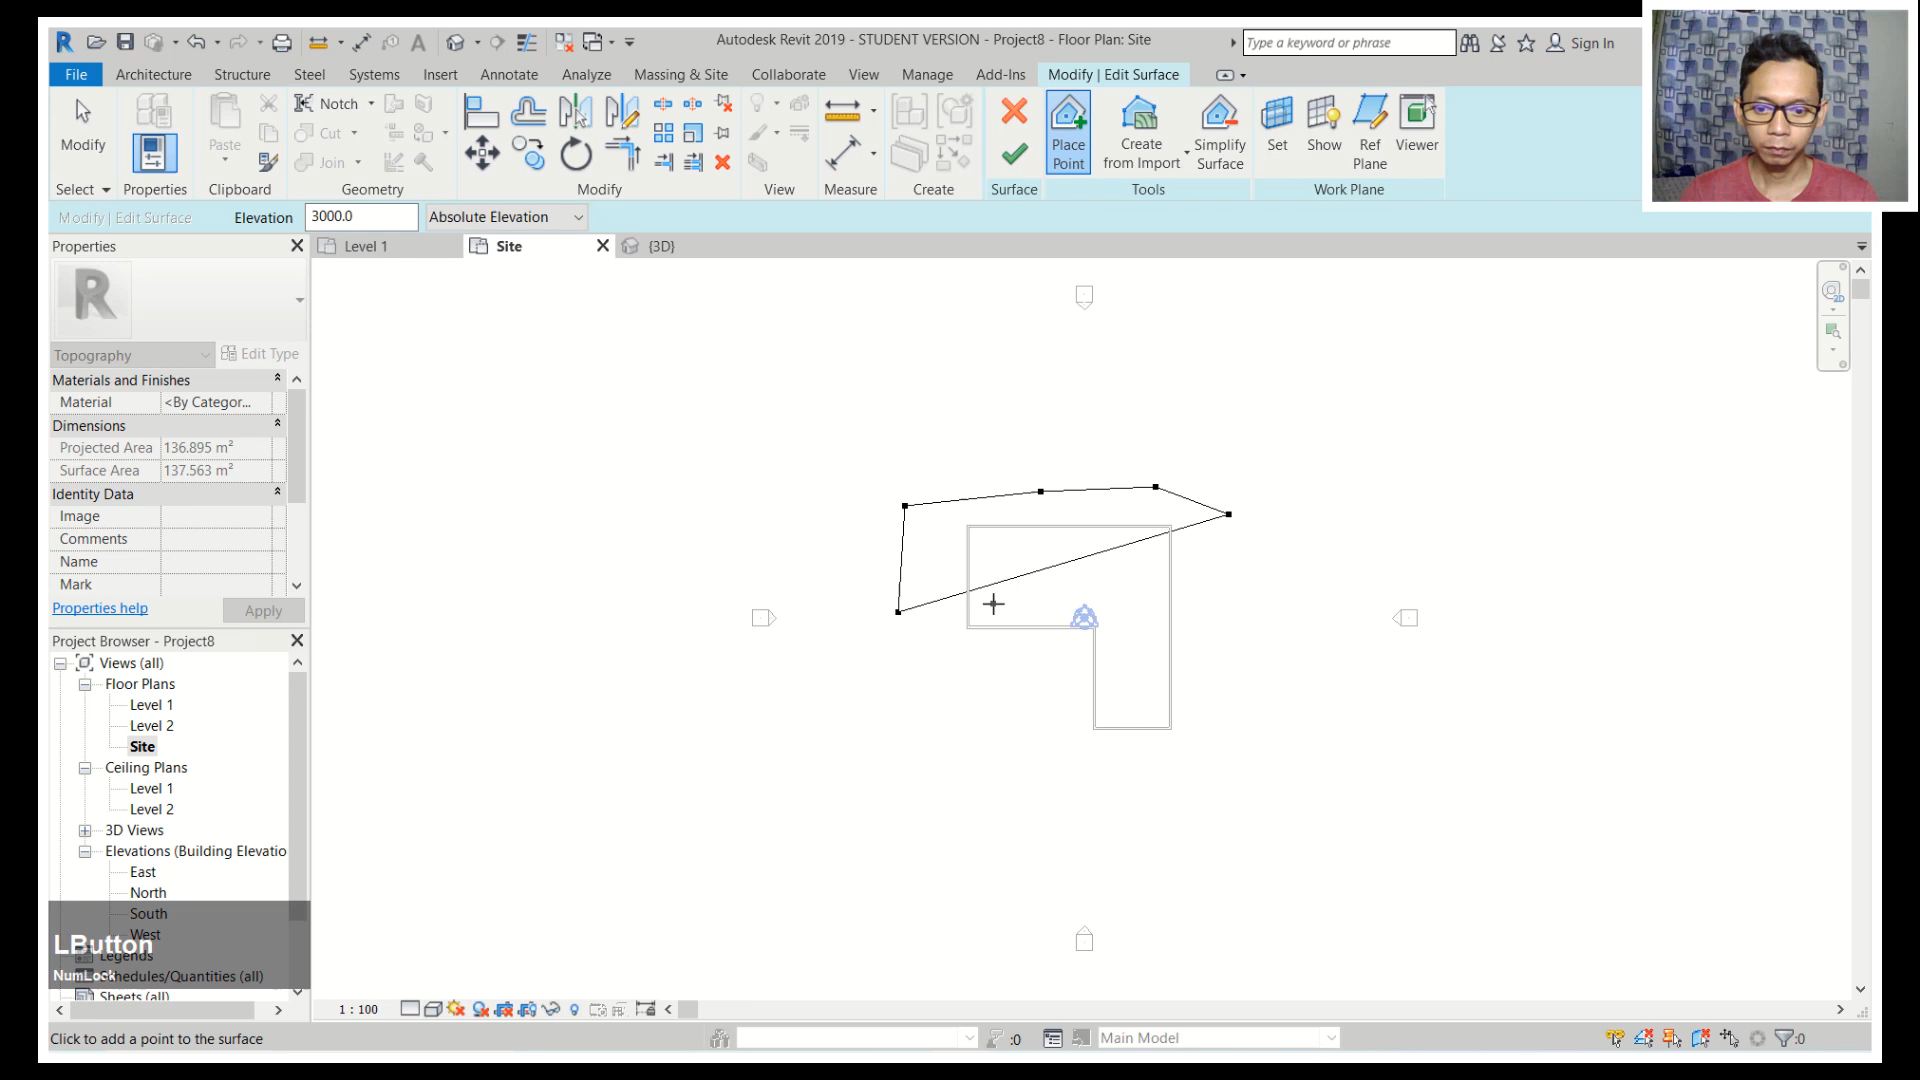 Autodesk Revit 2019 - STUDENT VERSION - Project8 - Floor Plan: Site
Type a keyword or phrase
Sign In
File Architecture Structure Steel Systems Insert Annotate Analyze Massing & Site Collaborate View Manage Add-Ins Modify | Edit Surface
Modify
Paste
Notch
Cut
Join
Place Point
Create from Import
Simplify Surface
Set
Show
Ref Plane
Viewer
Select Properties Clipboard Geometry Modify View Measure Create Surface Tools Work Plane
Modify | Edit Surface Elevation 3000.0 Absolute Elevation
Properties
Level 1
Site
{3D}
R
Topography Edit Type
Materials and Finishes
Material <By Categor...
Dimensions
Projected Area 136.895 m²
Surface Area 137.563 m²
Identity Data
Image
Comments
Name
Mark
Properties help Apply
Project Browser - Project8
Views (all)
Floor Plans
Level 1
Level 2
Site
Ceiling Plans
Level 1
Level 2
3D Views
Elevations (Building Elevatio
East
North
South
West
Legends
Schedules/Quantities (all)
Sheets (all)
LButton
NumLock
2D
1 : 100
Click to add a point to the surface
:0
Main Model
:0